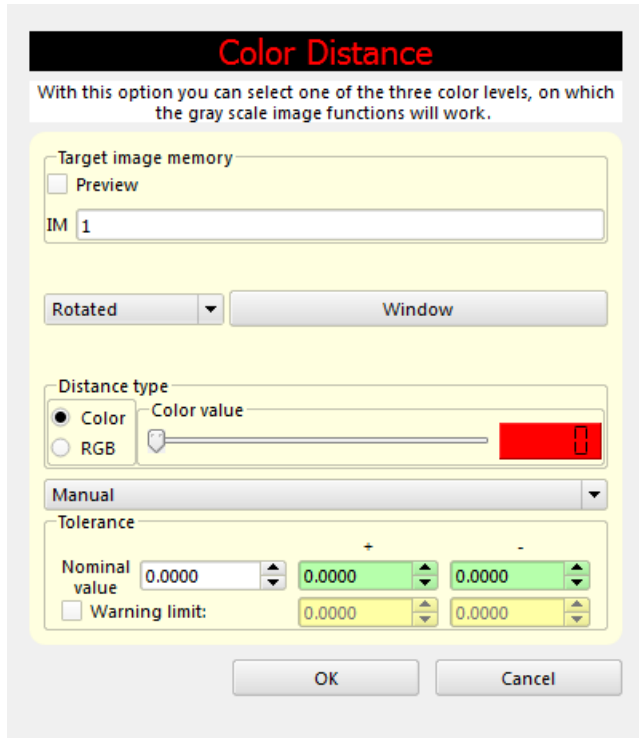 Color Distance
With this option you can select one of the three color levels, on which
the gray scale image functions will work.
Target image memory
Preview
IM 1
Rotated Window
Distance type
Color Color value
RGB 0
Manual
Tolerance
+ -
Nominal
value 0.0000 0.0000 0.0000
Warning limit: 0.0000 0.0000
OK Cancel